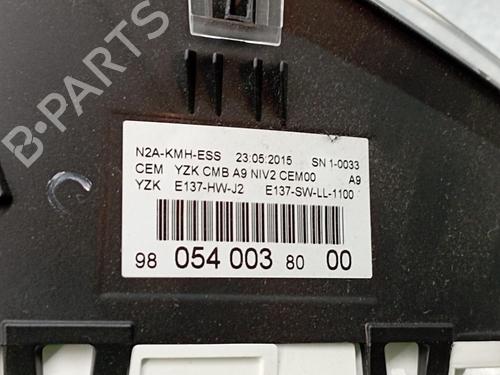 B-PARTS
N2A-KMH-ESS 23:05:2015 SN 1-0033
CEM YZK CMB A9 NIV2 CEM00 A9
YZK E137-HW-J2 E137-SW-LL-1100
98 054 003 80 00